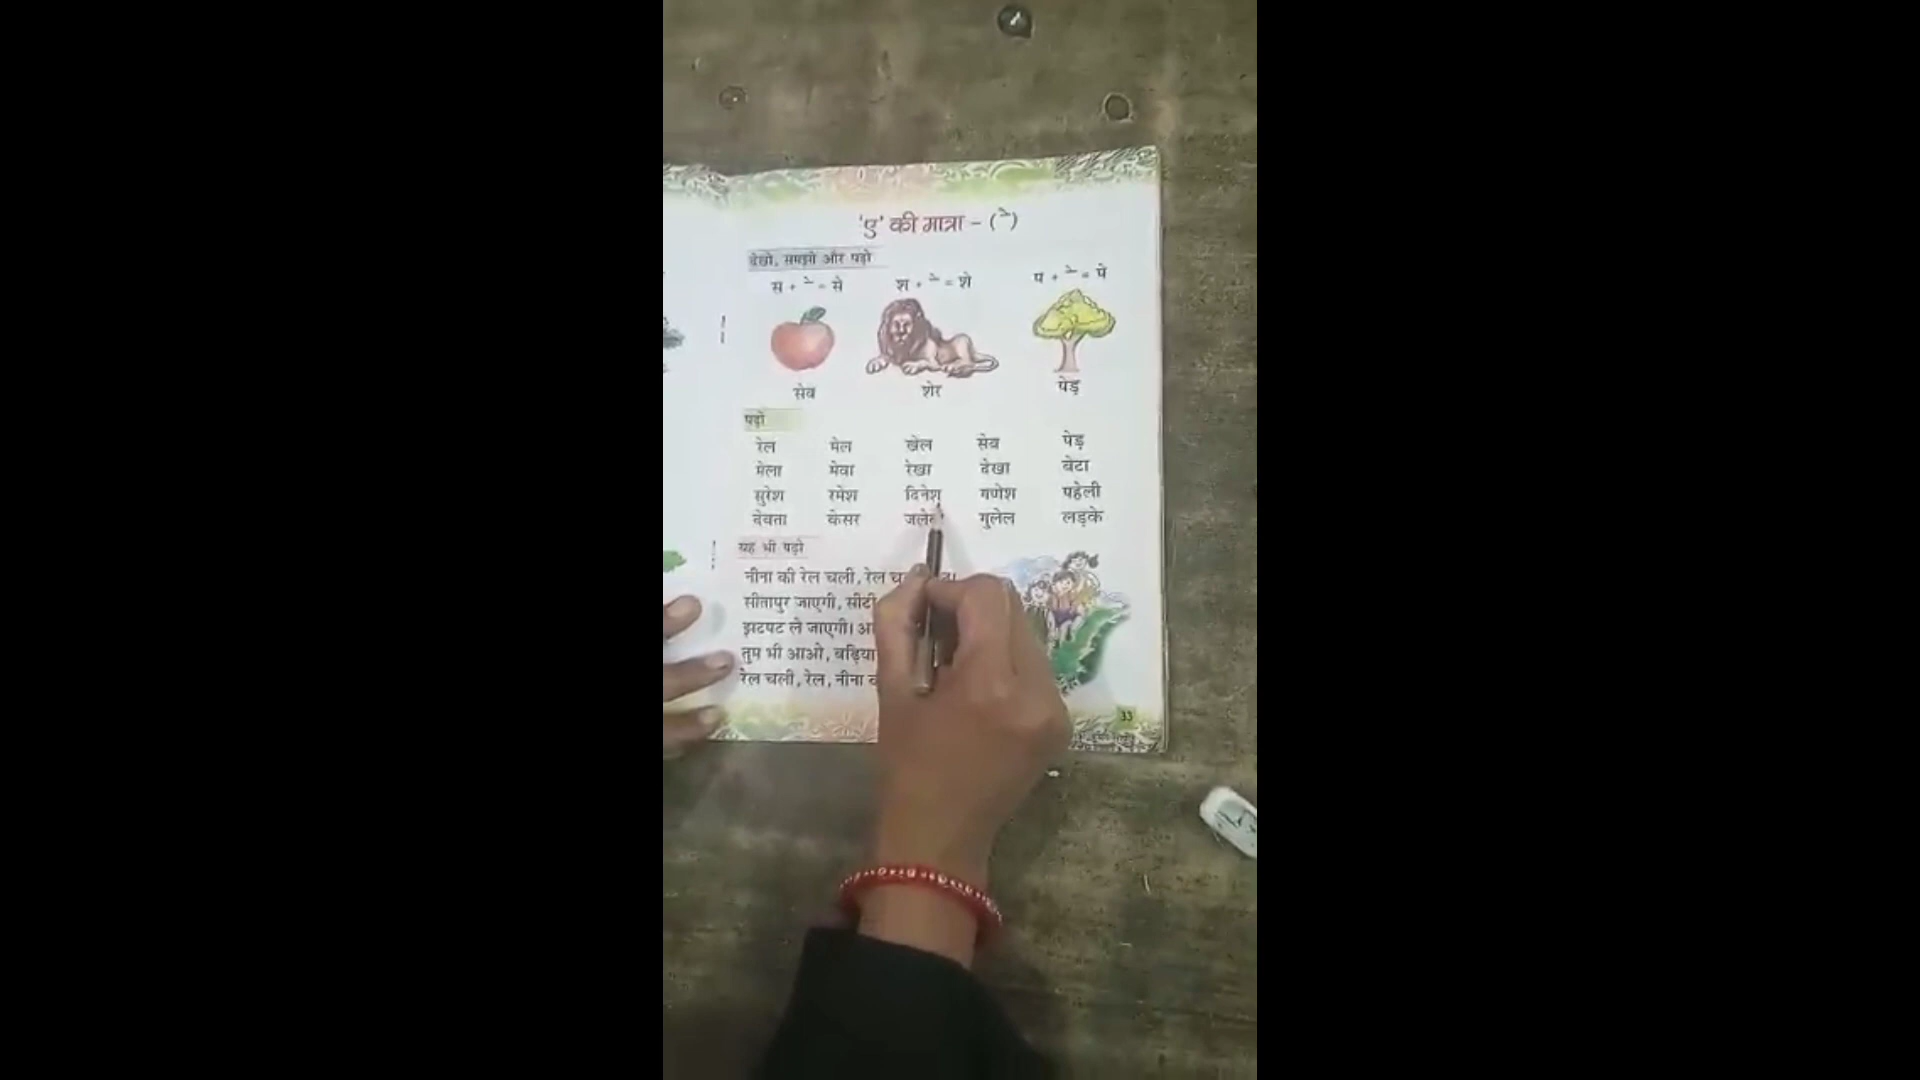 'ए' की मात्रा - ( े )
देखो, समझो और पढ़ो
स + े = से श + े = शे प + े = पे
सेब शेर पेड़
पढ़ो
रेल मेल खेल सेब पेड़
मेला मेवा रेखा देखा बेटा
सुरेश रमेश दिनेश गणेश पहेली
देवता केसर गुलेल लड़के
यह भी पढ़ो
नीना की रेल चली, रेल
सीतापुर जाएगी, सीटी
झटपट ले जाएगी।
तुम भी आओ, बढ़िया
रेल चली, रेल, नीना
33